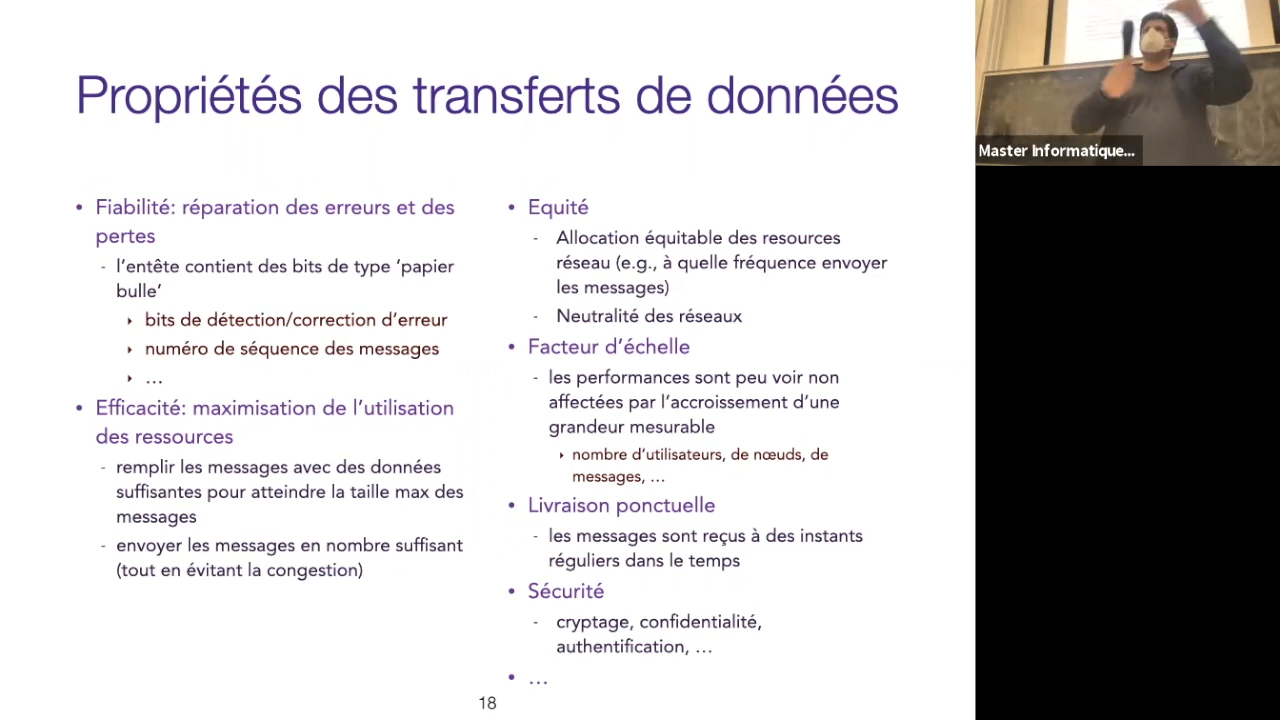 Propriétés des transferts de données
• Fiabilité: réparation des erreurs et des
pertes
- l'entête contient des bits de type 'papier
bulle'
‣ bits de détection/correction d'erreur
‣ numéro de séquence des messages
‣ …
• Efficacité: maximisation de l'utilisation
des ressources
- remplir les messages avec des données
suffisantes pour atteindre la taille max des
messages
- envoyer les messages en nombre suffisant
(tout en évitant la congestion)
• Equité
- Allocation équitable des resources
réseau (e.g., à quelle fréquence envoyer
les messages)
- Neutralité des réseaux
• Facteur d'échelle
- les performances sont peu voir non
affectées par l'accroissement d'une
grandeur mesurable
‣ nombre d'utilisateurs, de nœuds, de
messages, …
• Livraison ponctuelle
- les messages sont reçus à des instants
réguliers dans le temps
• Sécurité
- cryptage, confidentialité,
authentification, …
• …
18
Master Informatique...